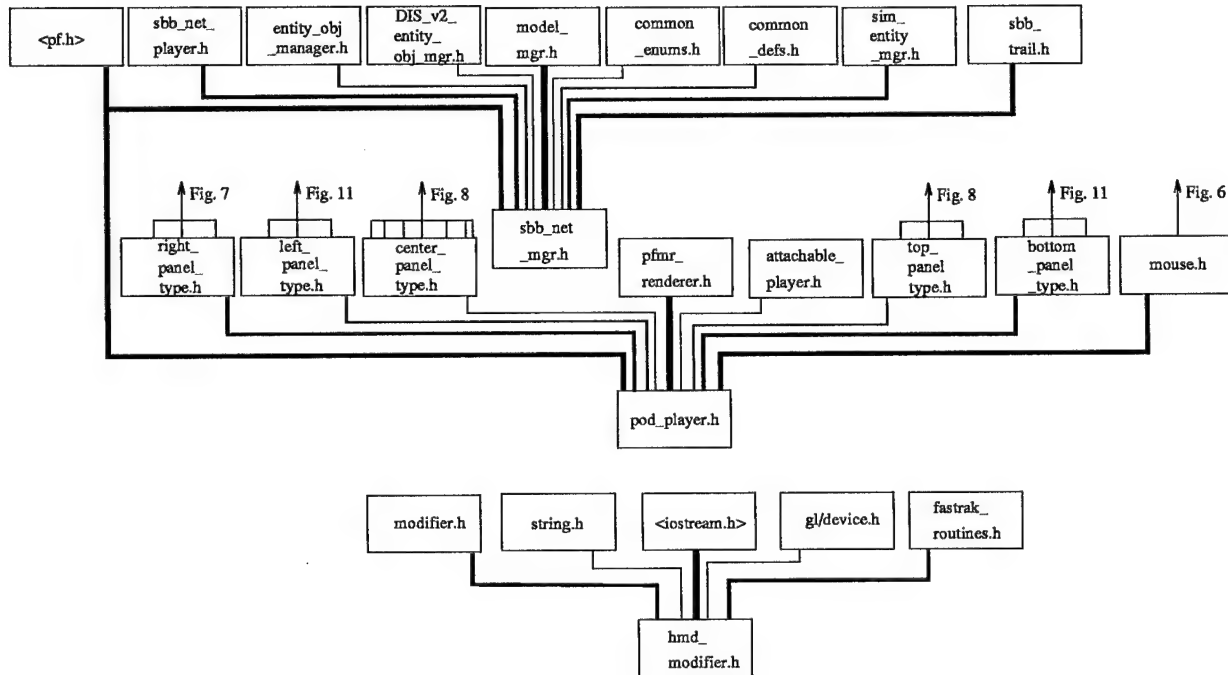 <pf.h>
sbb_net_
player.h
entity_obj
_manager.h
DIS_v2_
entity_
obj_mgr.h
model_
mgr.h
common
_enums.h
common
_defs.h
sim_
entity
_mgr.h
sbb_
trail.h
Fig. 7
right_
panel_
type.h
Fig. 11
left_
panel_
type.h
Fig. 8
center_
panel_
type.h
sbb_net
_mgr.h
pfmr_
renderer.h
attachable_
player.h
Fig. 8
top_
panel
type.h
Fig. 11
bottom
_panel
_type.h
Fig. 6
mouse.h
pod_player.h
modifier.h
string.h
<iostream.h>
gl/device.h
fastrak_
routines.h
hmd_
modifier.h